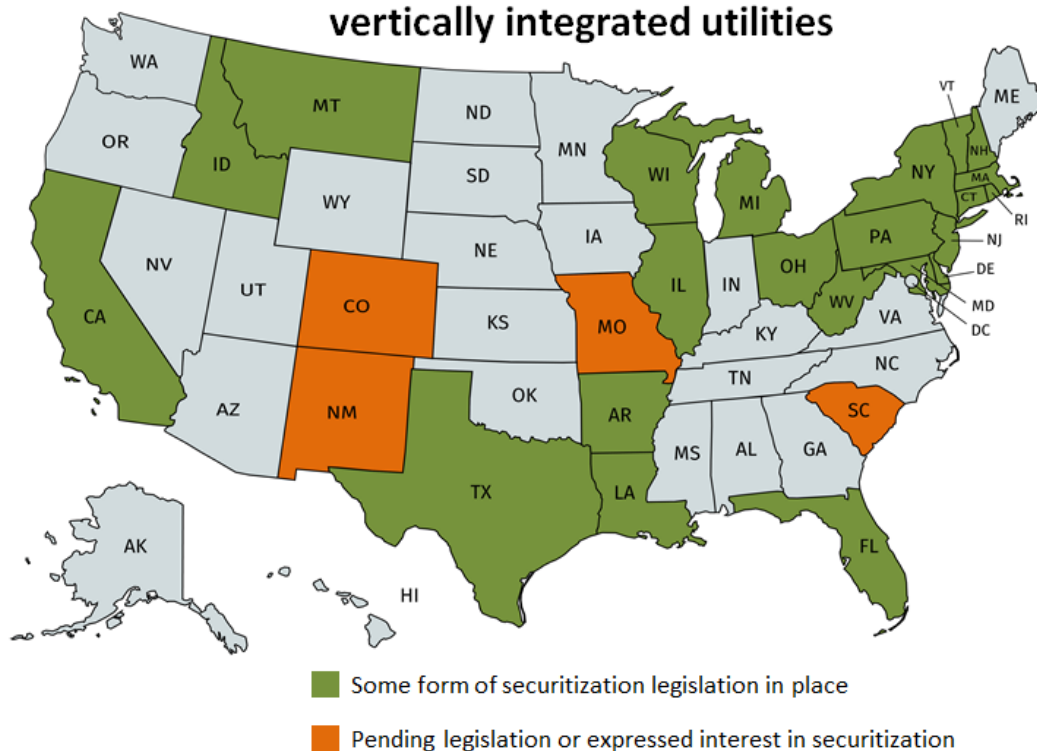 vertically integrated utilities
WA
MT
ND
MN
VT
ME
OR
ID
SD
WI
MI
NY
NH
MA
CT
RI
WY
IA
PA
NJ
NE
NV
UT
CO
IL
IN
OH
WV
DE
MD
DC
VA
CA
KS
MO
KY
NC
AZ
NM
OK
TN
AR
SC
MS
AL
GA
TX
LA
FL
AK
HI
Some form of securitization legislation in place
Pending legislation or expressed interest in securitization